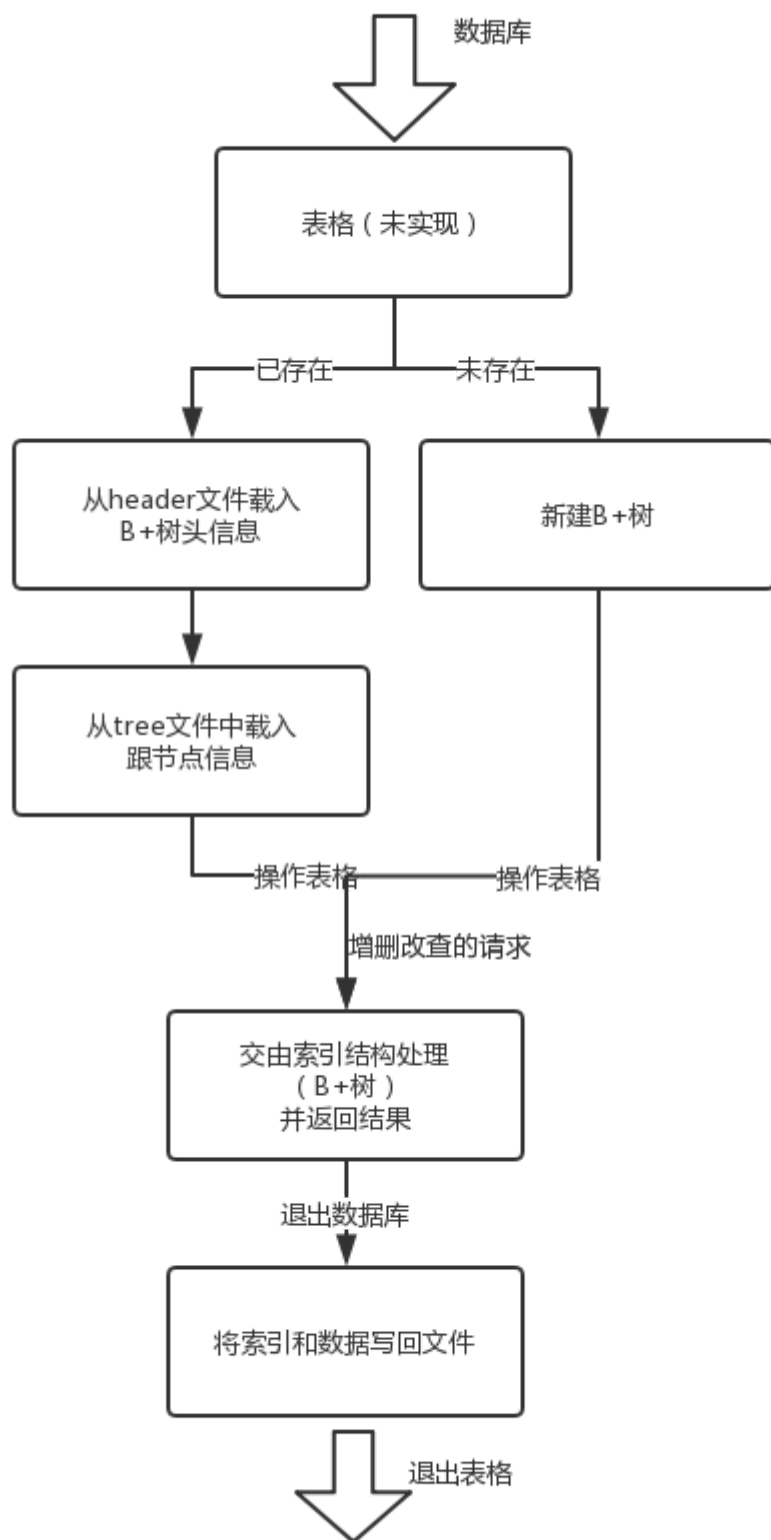 数据库
表格（未实现）
已存在
未存在
从header文件载入
B+树头信息
新建B+树
从tree文件中载入
跟节点信息
操作表格
操作表格
增删改查的请求
交由索引结构处理
（B+树）
并返回结果
退出数据库
将索引和数据写回文件
退出表格